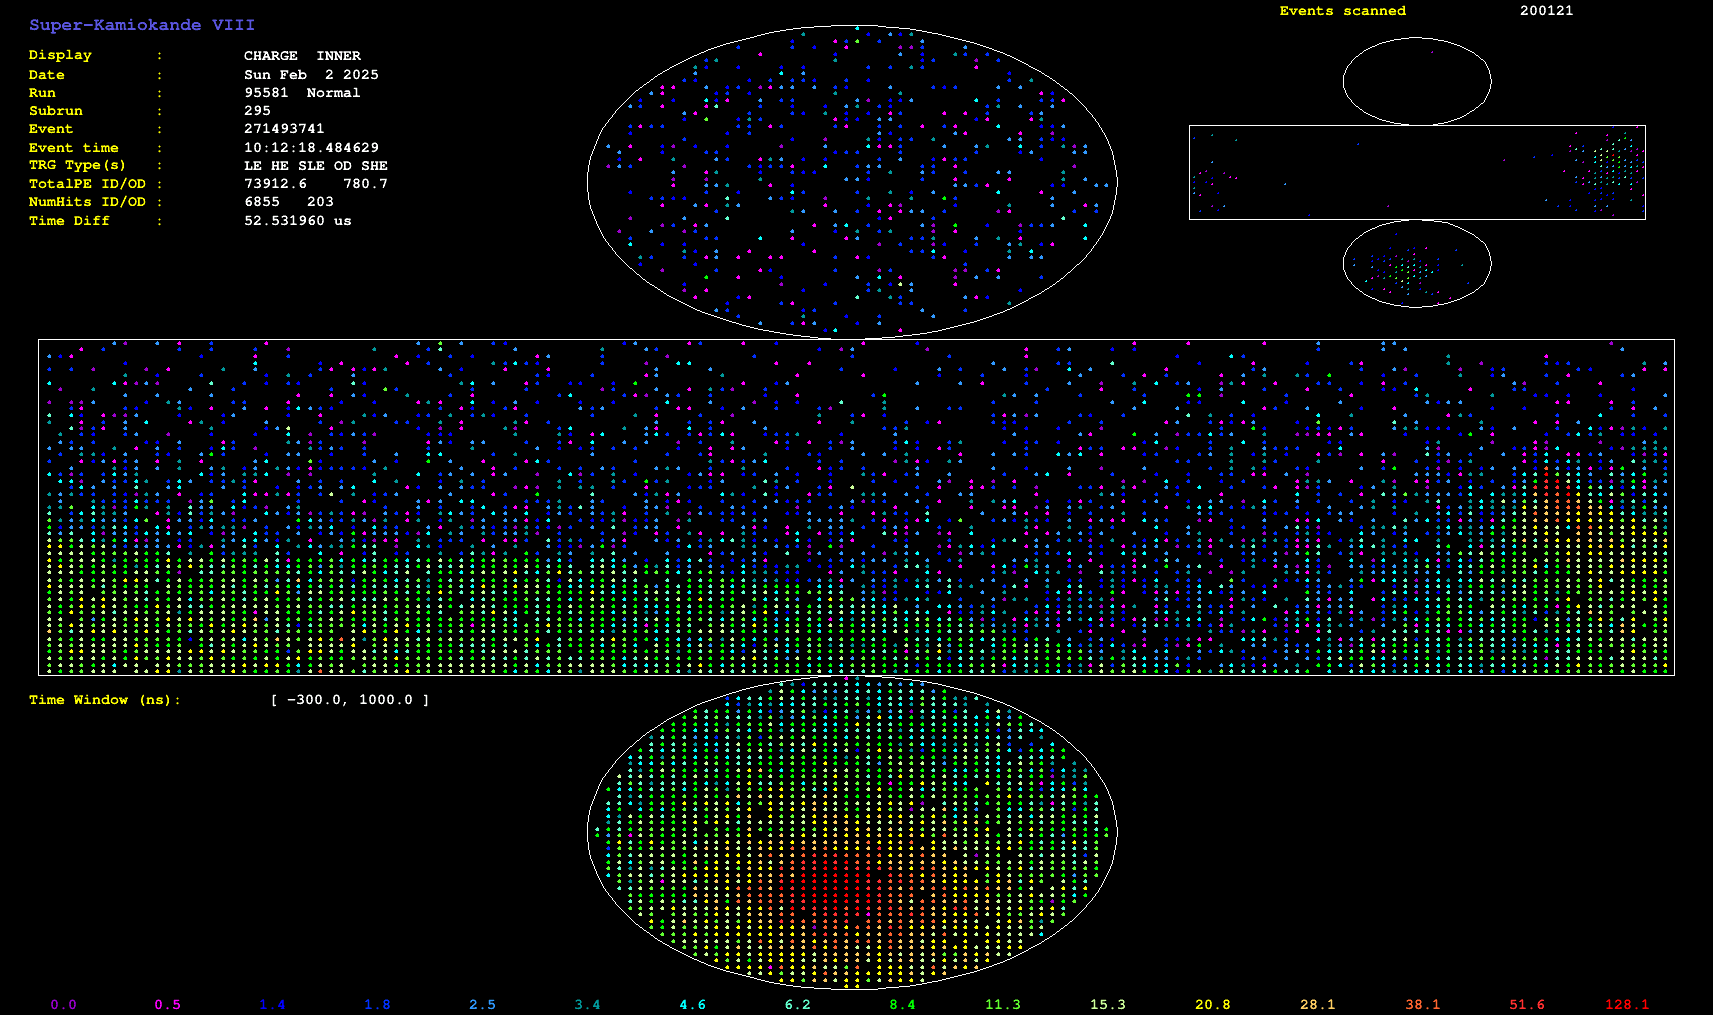 Super-Kamiokande VIII
Events scanned 200121
Display : CHARGE INNER
Date : Sun Feb 2 2025
Run : 95581 Normal
Subrun : 295
Event : 271493741
Event time : 10:12:18.484629
TRG Type(s) : LE HE SLE OD SHE
TotalPE ID/OD : 73912.6 780.7
NumHits ID/OD : 6855 203
Time Diff : 52.531960 us
Time Window (ns): [ -300.0, 1000.0 ]
0.0 0.5 1.4 1.8 2.5 3.4 4.6 6.2 8.4 11.3 15.3 20.8 28.1 38.1 51.6 128.1